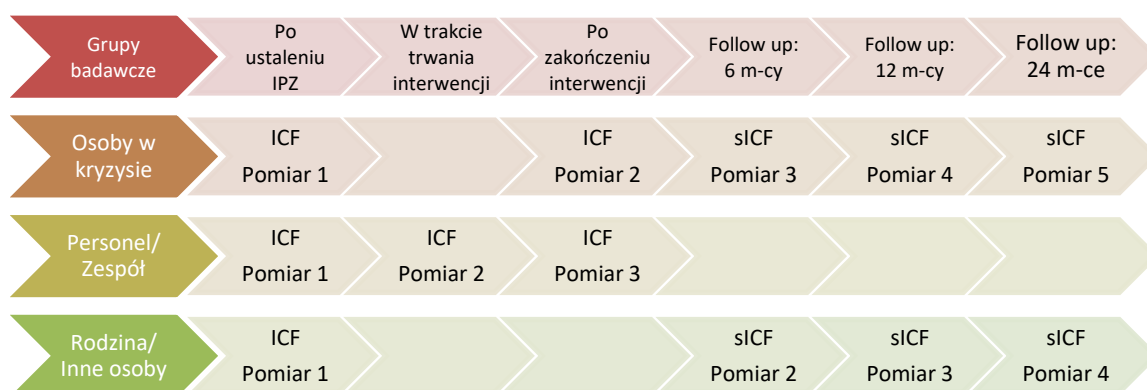 Grupy
badawcze
Po
ustaleniu
IPZ
W trakcie
trwania
interwencji
Po
zakończeniu
interwencji
Follow up:
6 m-cy
Follow up:
12 m-cy
Follow up:
24 m-ce
Osoby w
kryzysie
ICF
Pomiar 1
ICF
Pomiar 2
sICF
Pomiar 3
sICF
Pomiar 4
sICF
Pomiar 5
Personel/
Zespół
ICF
Pomiar 1
ICF
Pomiar 2
ICF
Pomiar 3
Rodzina/
Inne osoby
ICF
Pomiar 1
sICF
Pomiar 2
sICF
Pomiar 3
sICF
Pomiar 4